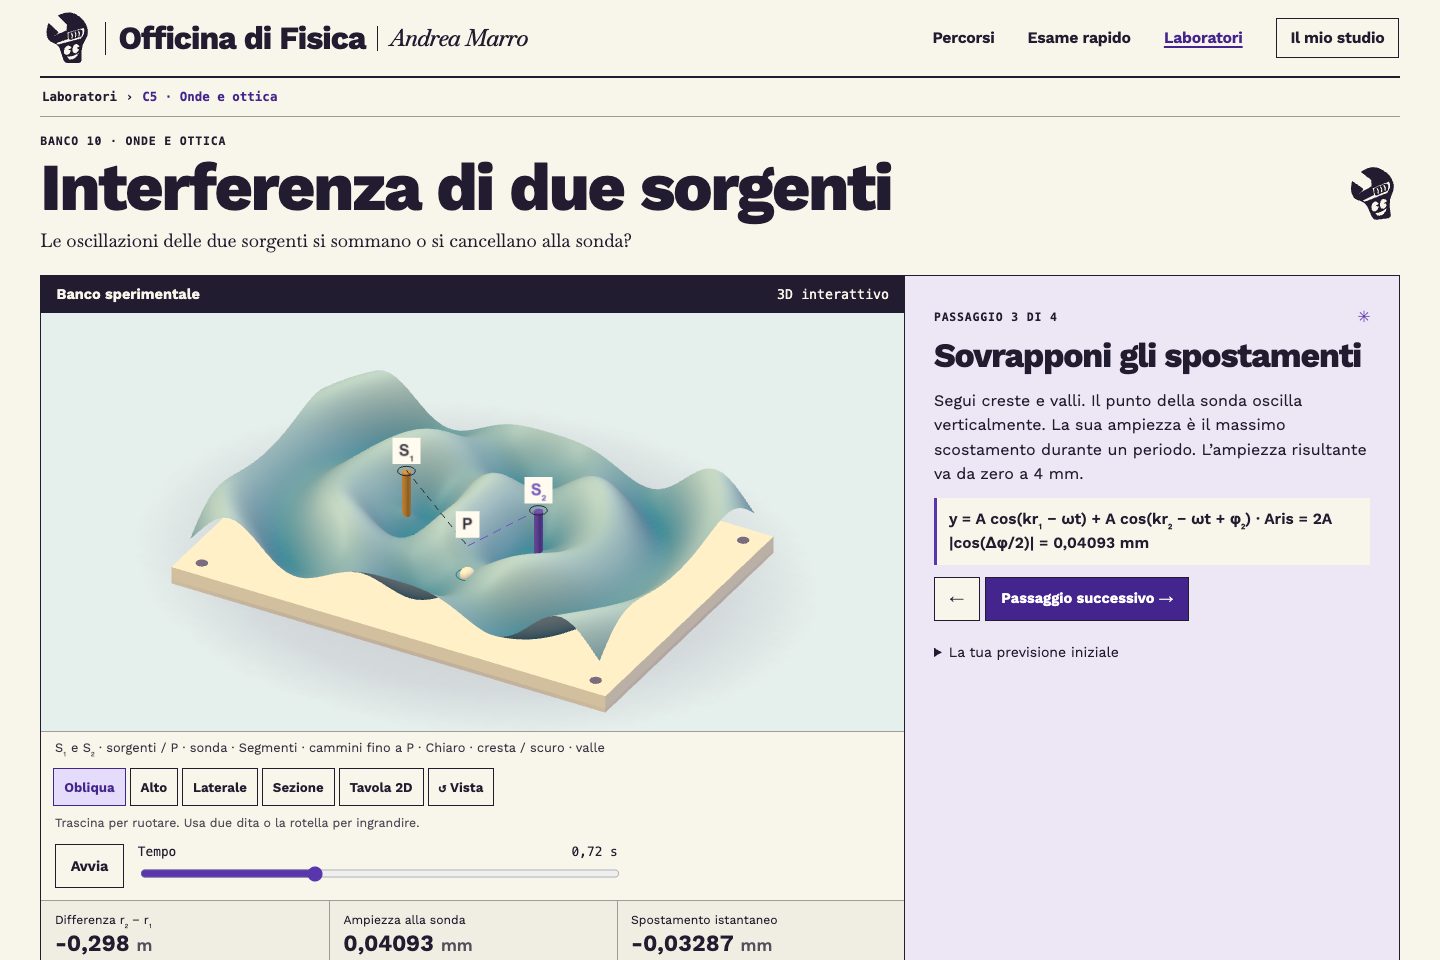 Officina di Fisica
Andrea Marro
Percorsi
Esame rapido
Laboratori
Il mio studio
Laboratori › C5 · Onde e ottica
BANCO 10 · ONDE E OTTICA
Interferenza di due sorgenti
Le oscillazioni delle due sorgenti si sommano o si cancellano alla sonda?
Banco sperimentale
3D interattivo
S₁
S₂
P
S₁ e S₂ · sorgenti / P · sonda · Segmenti · cammini fino a P · Chiaro · cresta / scuro · valle
Obliqua
Alto
Laterale
Sezione
Tavola 2D
↺ Vista
Trascina per ruotare. Usa due dita o la rotella per ingrandire.
Avvia
Tempo
0,72 s
Differenza r₂ − r₁
-0,298 m
Ampiezza alla sonda
0,04093 mm
Spostamento istantaneo
-0,03287 mm
PASSAGGIO 3 DI 4
Sovrapponi gli spostamenti
Segui creste e valli. Il punto della sonda oscilla
verticalmente. La sua ampiezza è il massimo
scostamento durante un periodo. L’ampiezza risultante
va da zero a 4 mm.
y = A cos(kr₁ − ωt) + A cos(kr₂ − ωt + φ₂) · Aris = 2A
|cos(Δφ/2)| = 0,04093 mm
←
Passaggio successivo →
▶ La tua previsione iniziale